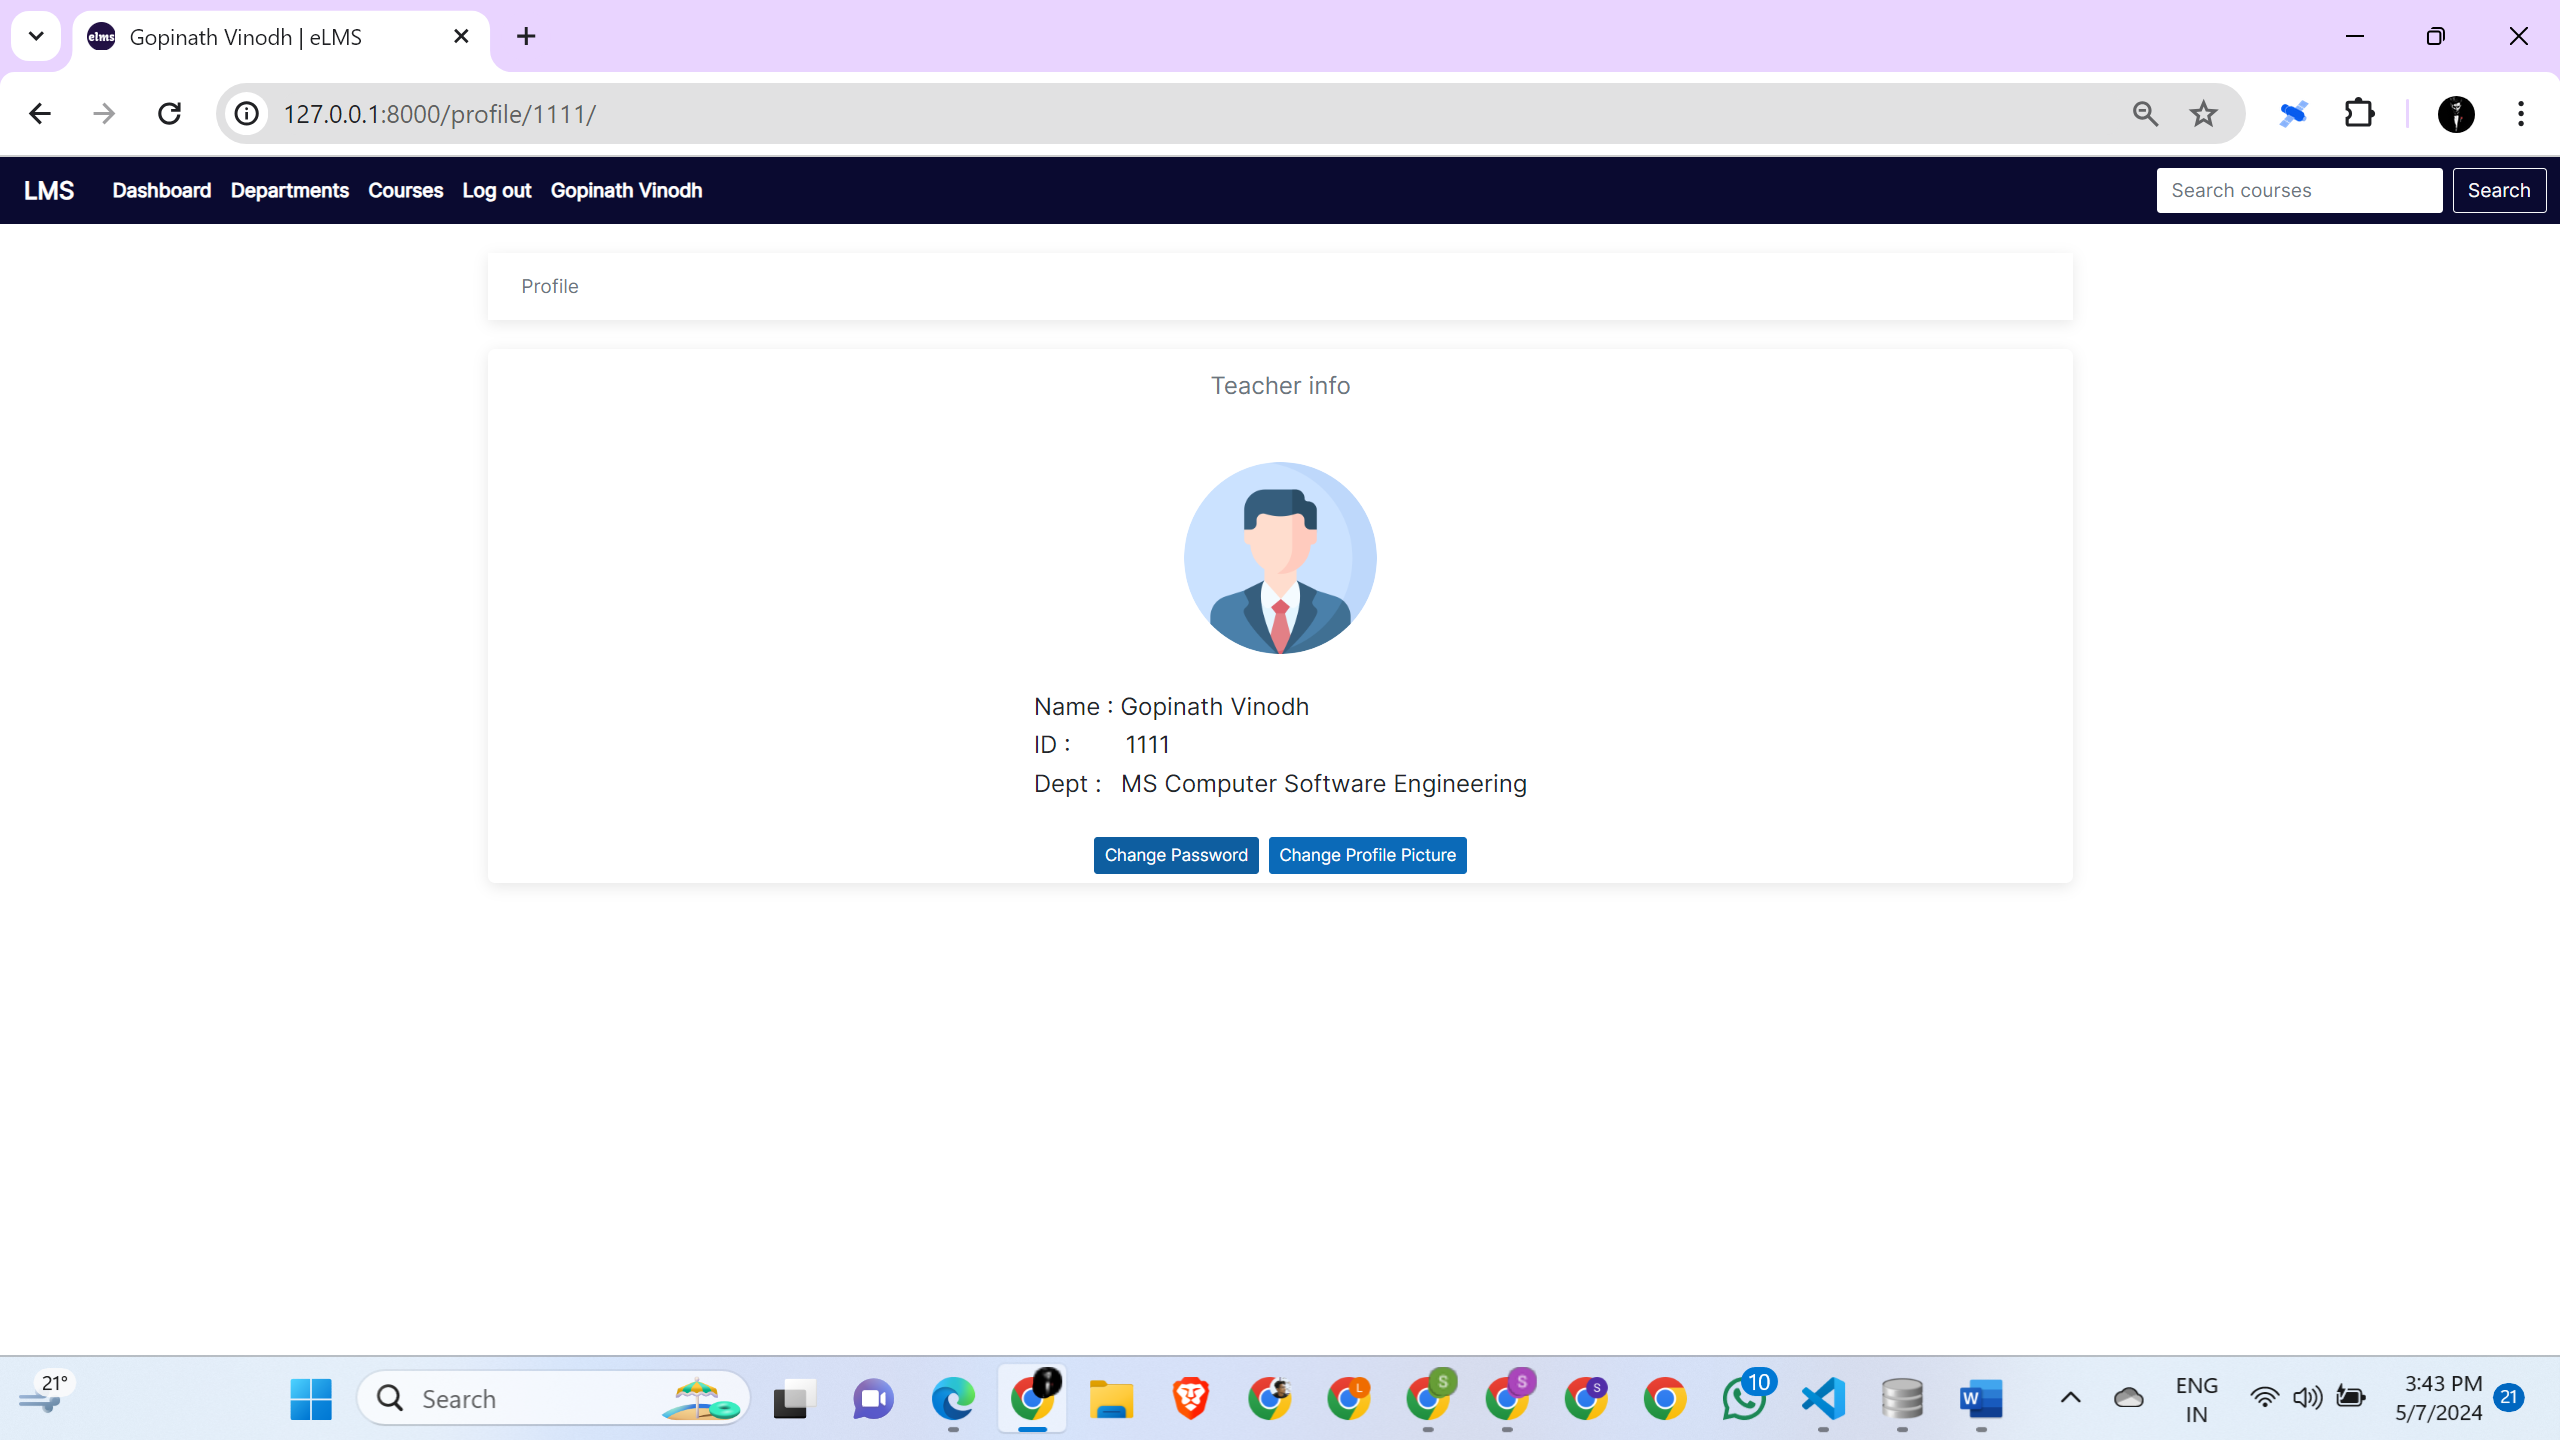 elms Gopinath Vinodh | eLMS
127.0.0.1:8000/profile/1111/
LMS Dashboard Departments Courses Log out Gopinath Vinodh Search courses Search
Profile
Teacher info
Name : Gopinath Vinodh
ID : 1111
Dept : MS Computer Software Engineering
Change Password Change Profile Picture
21° Search L S S S 10 W ENG 3:43 PM 21
IN 5/7/2024